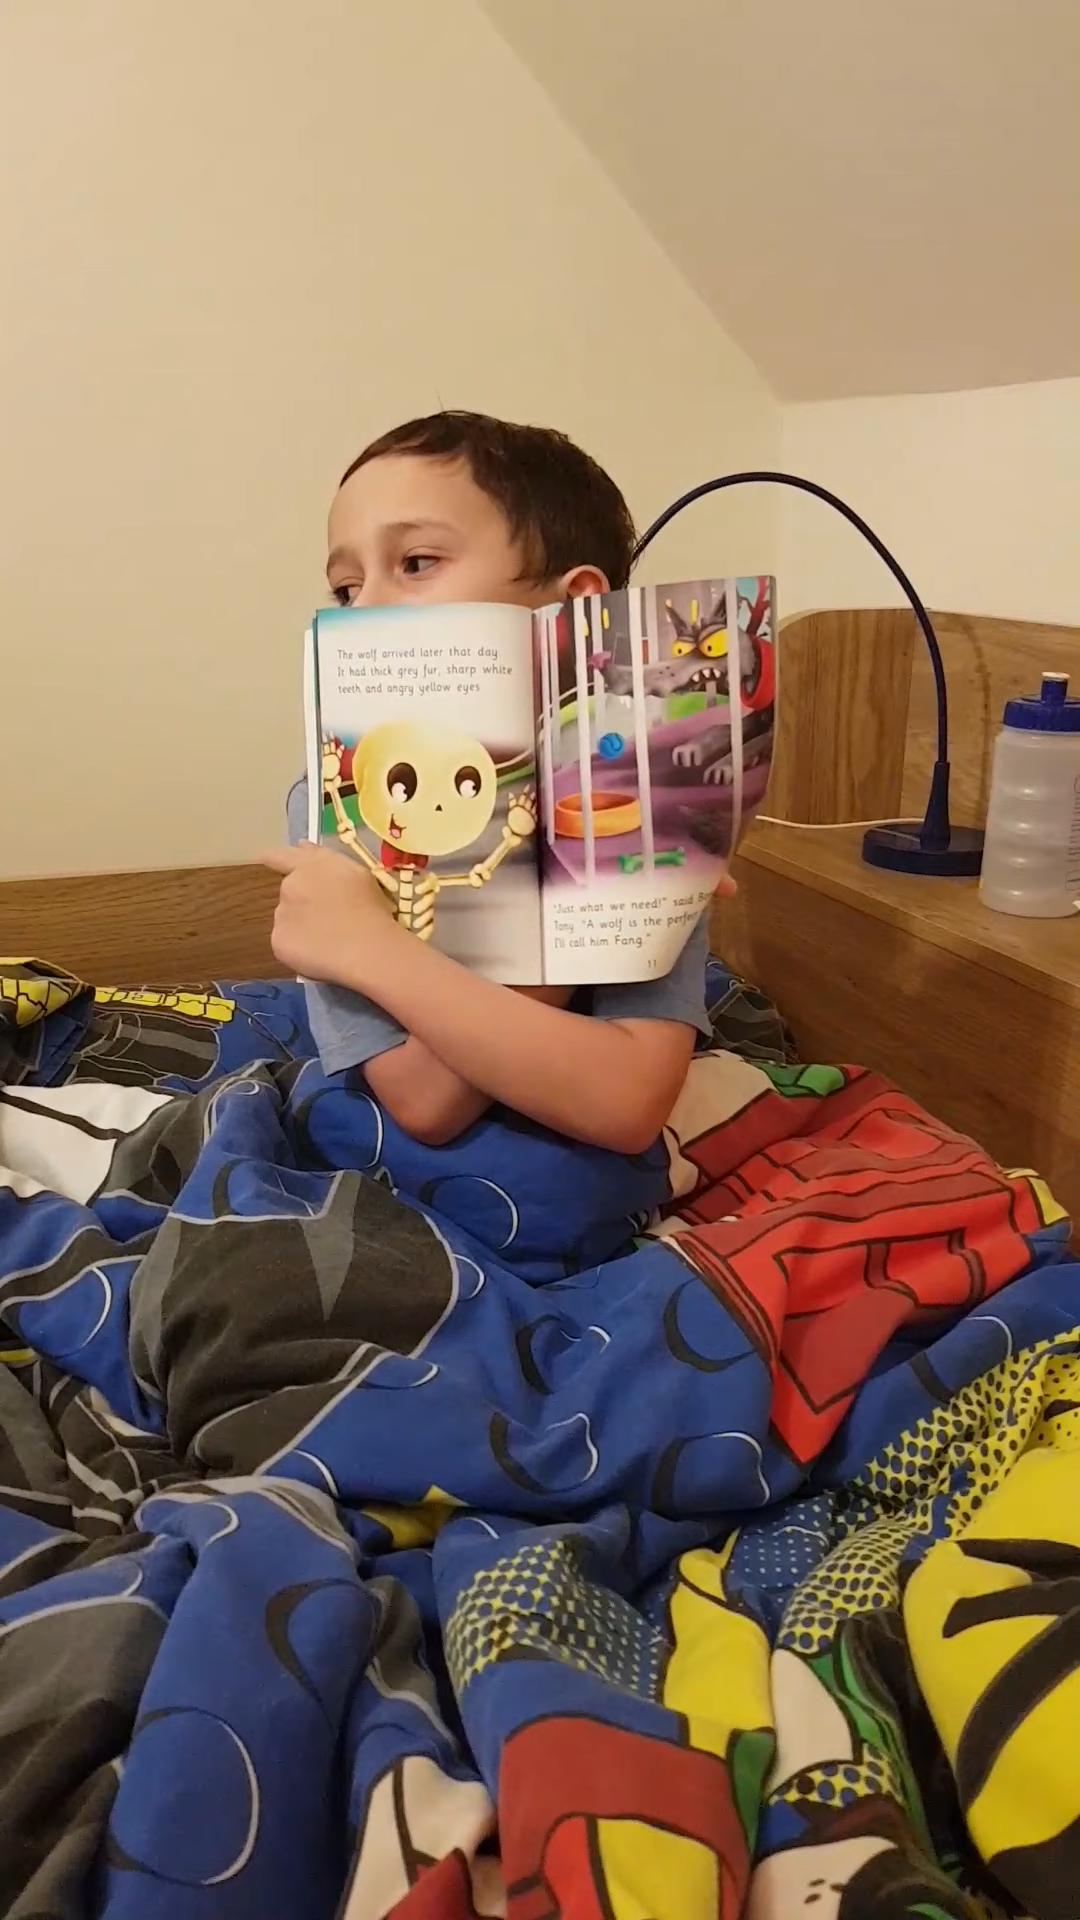 The wolf arrived later that day
It had thick grey fur, sharp white
teeth and angry yellow eyes
"Just what we need!" said
Tony "A wolf is the perfect
I'll call him Fang."
11